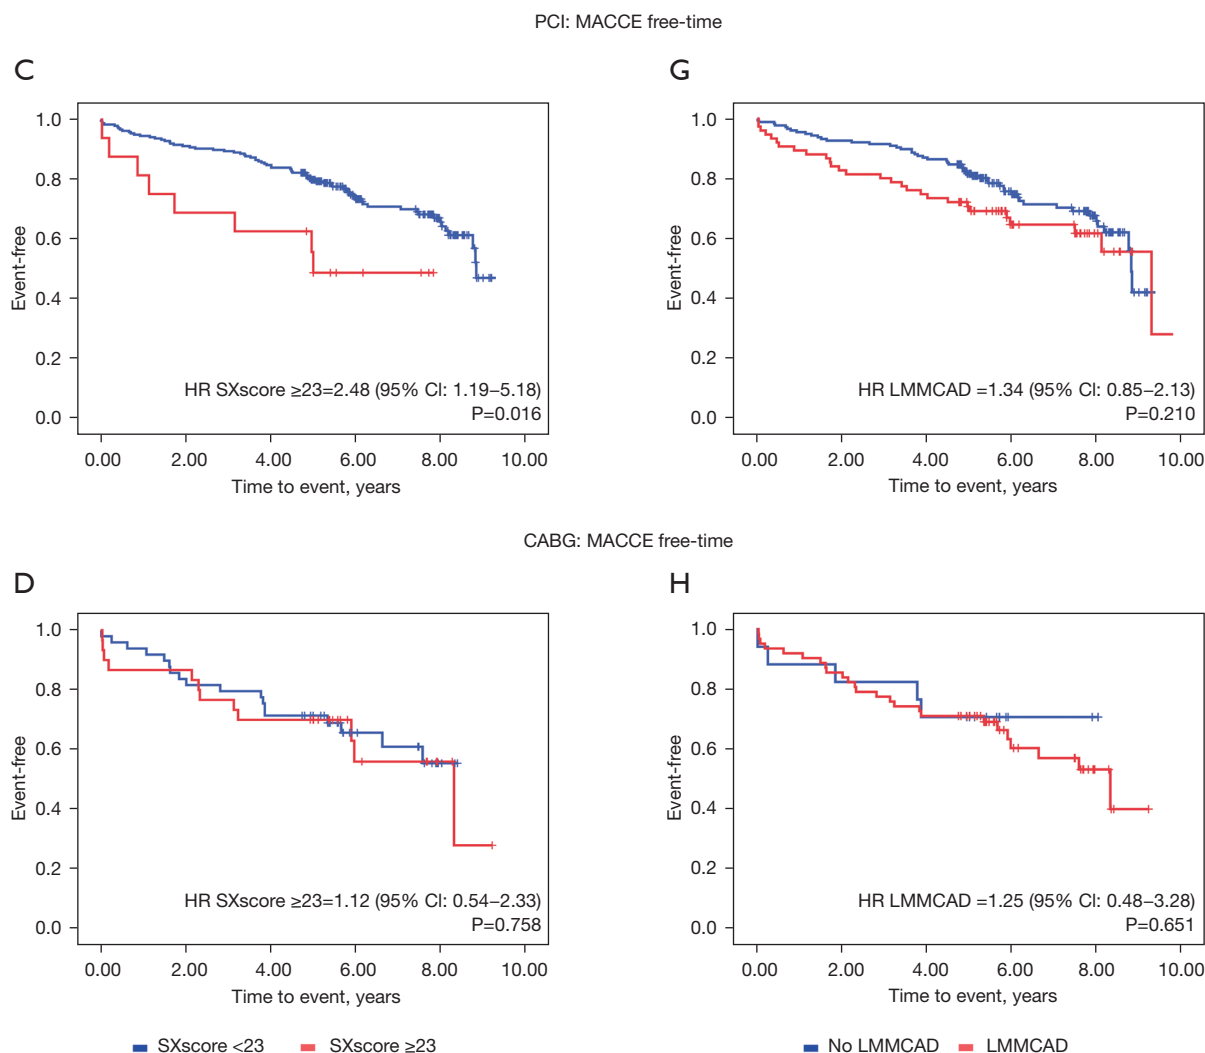 PCI: MACCE free-time
C
G
1.0
0.8
0.6
0.4
0.2
0.0
Event-free
HR SXscore ≥23=2.48 (95% CI: 1.19–5.18)
P=0.016
0.00 2.00 4.00 6.00 8.00 10.00
Time to event, years
1.0
0.8
0.6
0.4
0.2
0.0
Event-free
HR LMMCAD =1.34 (95% CI: 0.85–2.13)
P=0.210
0.00 2.00 4.00 6.00 8.00 10.00
Time to event, years
CABG: MACCE free-time
D
H
1.0
0.8
0.6
0.4
0.2
0.0
Event-free
HR SXscore ≥23=1.12 (95% CI: 0.54–2.33)
P=0.758
0.00 2.00 4.00 6.00 8.00 10.00
Time to event, years
1.0
0.8
0.6
0.4
0.2
0.0
Event-free
HR LMMCAD =1.25 (95% CI: 0.48–3.28)
P=0.651
0.00 2.00 4.00 6.00 8.00 10.00
Time to event, years
SXscore <23 SXscore ≥23
No LMMCAD LMMCAD